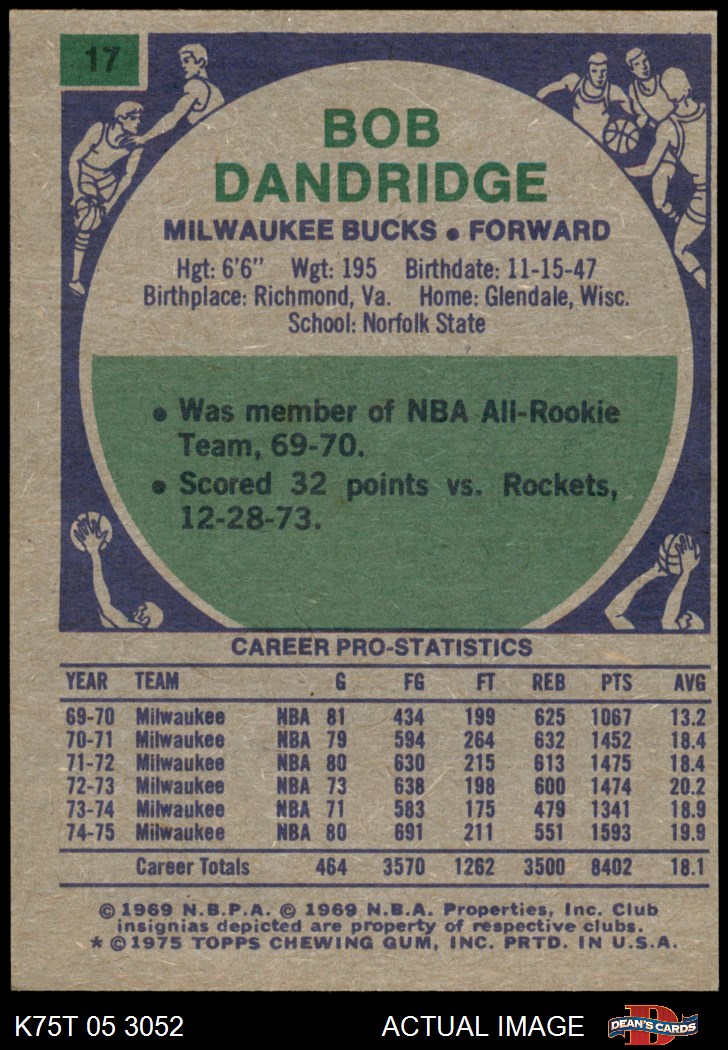 17
BOB
DANDRIDGE
MILWAUKEE BUCKS • FORWARD
Hgt: 6'6" Wgt: 195 Birthdate: 11-15-47
Birthplace: Richmond, Va. Home: Glendale, Wisc.
School: Norfolk State
• Was member of NBA All-Rookie
Team, 69-70.
• Scored 32 points vs. Rockets,
12-28-73.
CAREER PRO-STATISTICS
YEAR TEAM G FG FT REB PTS AVG
69-70 Milwaukee NBA 81 434 199 625 1067 13.2
70-71 Milwaukee NBA 79 594 264 632 1452 18.4
71-72 Milwaukee NBA 80 630 215 613 1475 18.4
72-73 Milwaukee NBA 73 638 198 600 1474 20.2
73-74 Milwaukee NBA 71 583 175 479 1341 18.9
74-75 Milwaukee NBA 80 691 211 551 1593 19.9
Career Totals 464 3570 1262 3500 8402 18.1
© 1969 N.B.P.A. © 1969 N.B.A. Properties, Inc. Club
insignias depicted are property of respective clubs.
* © 1975 TOPPS CHEWING GUM, INC. PRTD. IN U.S.A.
K75T 05 3052 ACTUAL IMAGE D DEAN'S CARDS